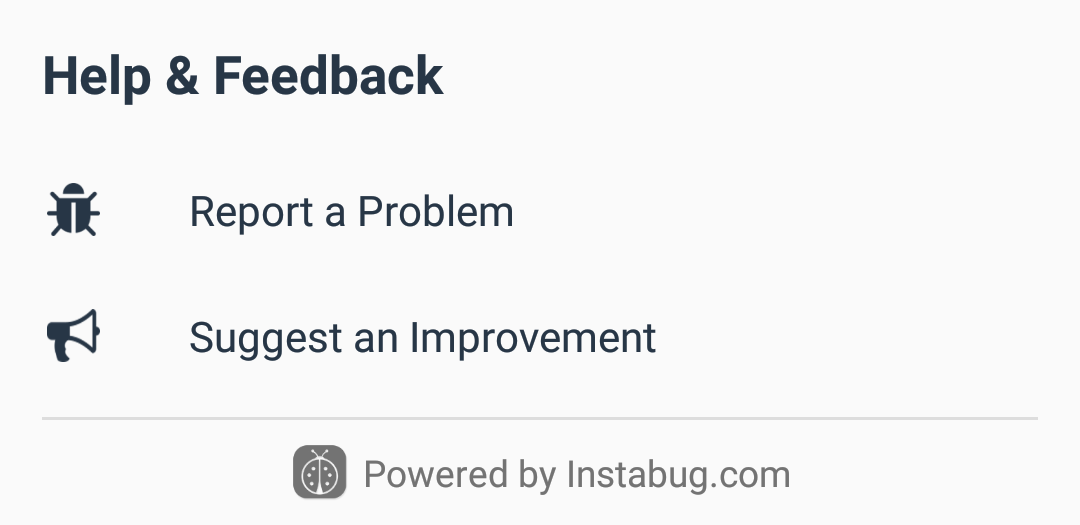 Help & Feedback
Report a Problem
Suggest an Improvement
Powered by Instabug.com